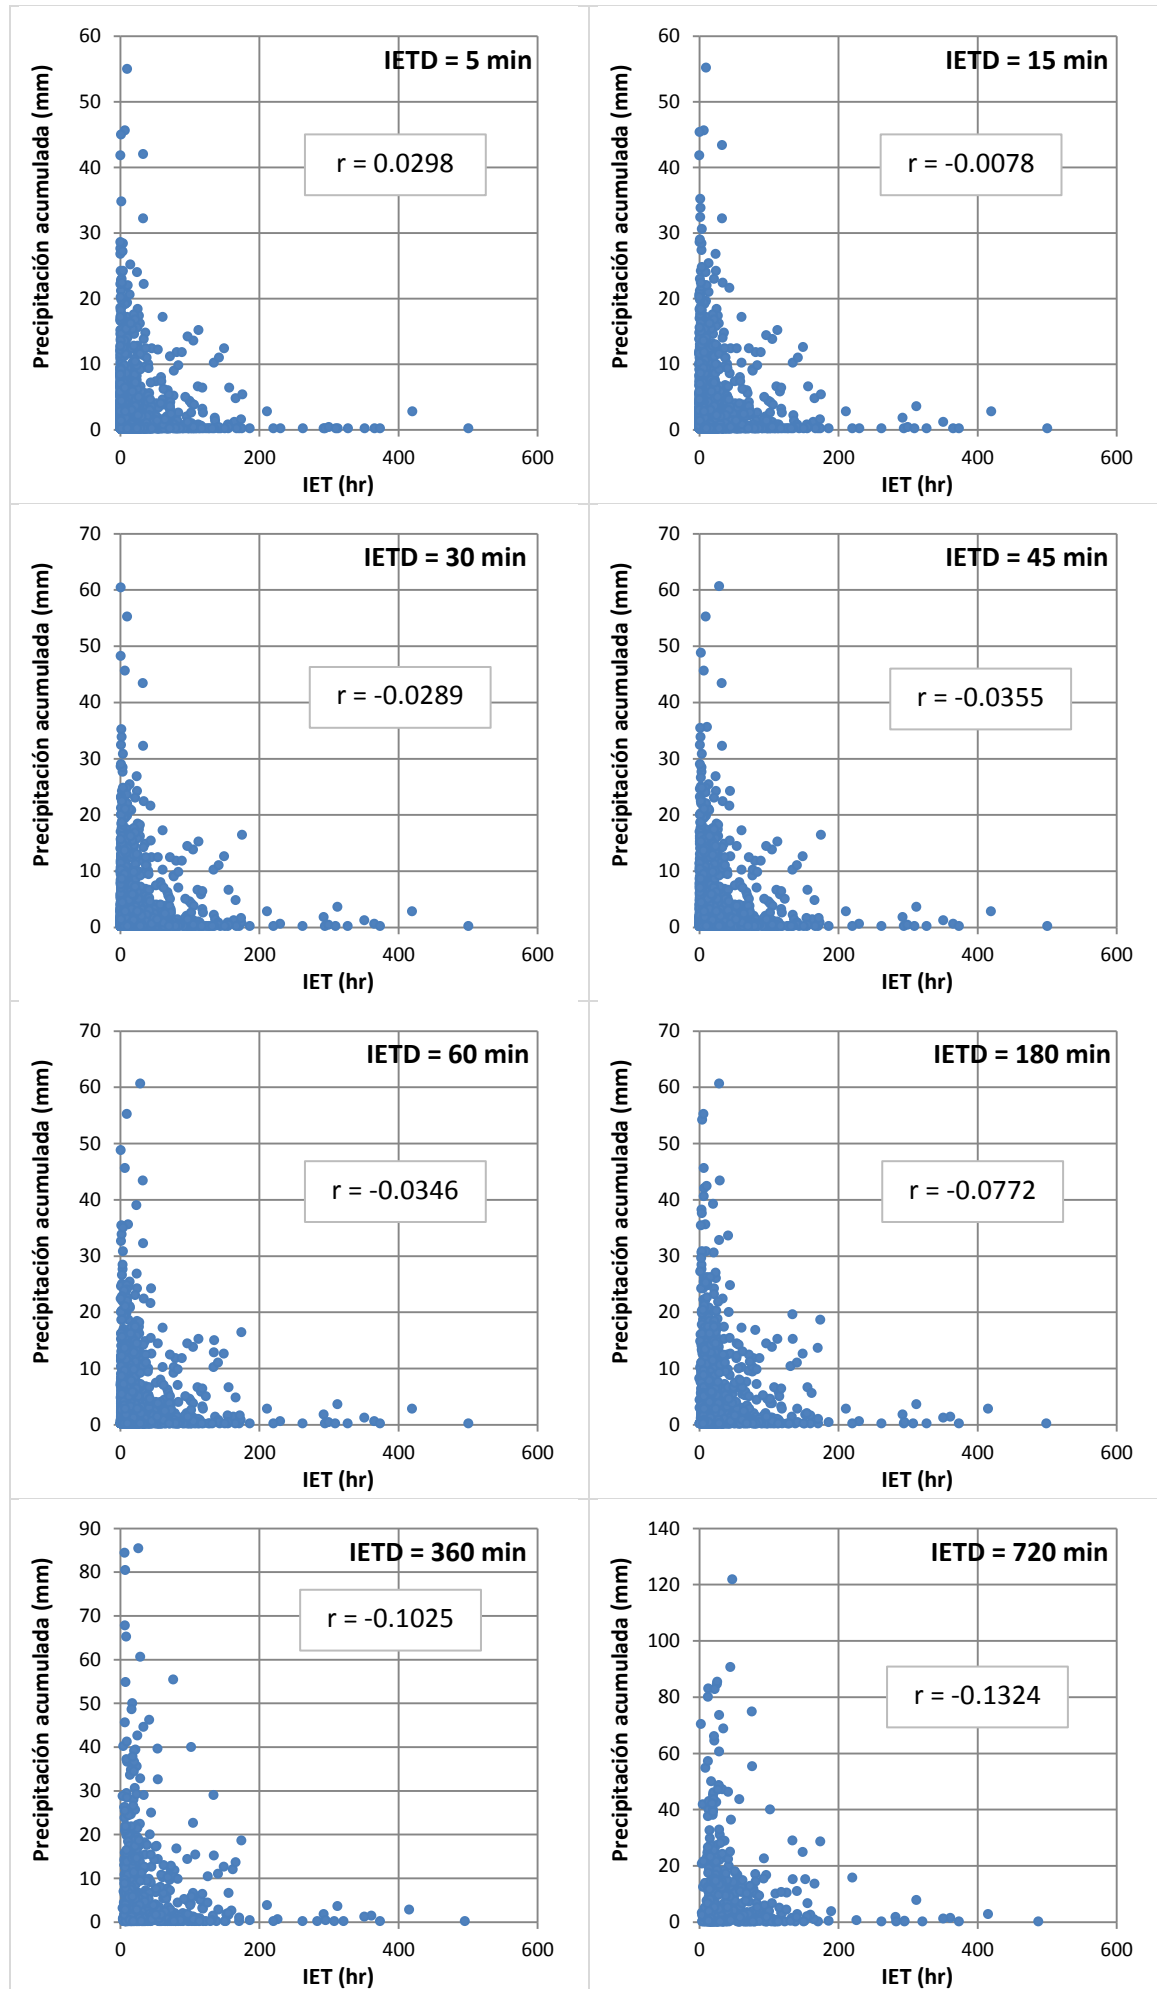 IETD = 5 min
Precipitación acumulada (mm)
60
50
40
30
20
10
0
r = 0.0298
0 200 400 600
IET (hr)
IETD = 15 min
Precipitación acumulada (mm)
60
50
40
30
20
10
0
r = -0.0078
0 200 400 600
IET (hr)
IETD = 30 min
Precipitación acumulada (mm)
70
60
50
40
30
20
10
0
r = -0.0289
0 200 400 600
IET (hr)
IETD = 45 min
Precipitación acumulada (mm)
70
60
50
40
30
20
10
0
r = -0.0355
0 200 400 600
IET (hr)
IETD = 60 min
Precipitación acumulada (mm)
70
60
50
40
30
20
10
0
r = -0.0346
0 200 400 600
IET (hr)
IETD = 180 min
Precipitación acumulada (mm)
70
60
50
40
30
20
10
0
r = -0.0772
0 200 400 600
IET (hr)
IETD = 360 min
Precipitación acumulada (mm)
90
80
70
60
50
40
30
20
10
0
r = -0.1025
0 200 400 600
IET (hr)
IETD = 720 min
Precipitación acumulada (mm)
140
120
100
80
60
40
20
0
r = -0.1324
0 200 400 600
IET (hr)